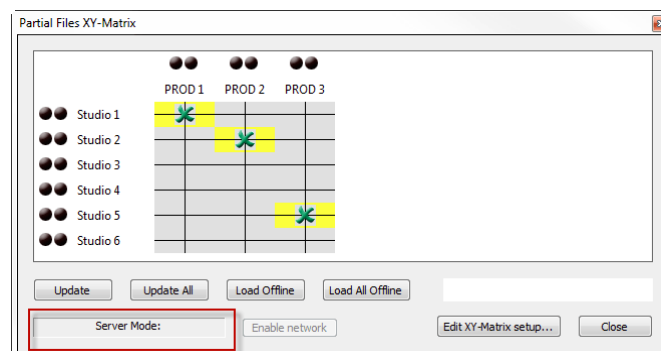 Partial Files XY-Matrix
PROD 1 PROD 2 PROD 3
Studio 1
Studio 2
Studio 3
Studio 4
Studio 5
Studio 6
Update Update All Load Offline Load All Offline
Server Mode: Enable network Edit XY-Matrix setup... Close